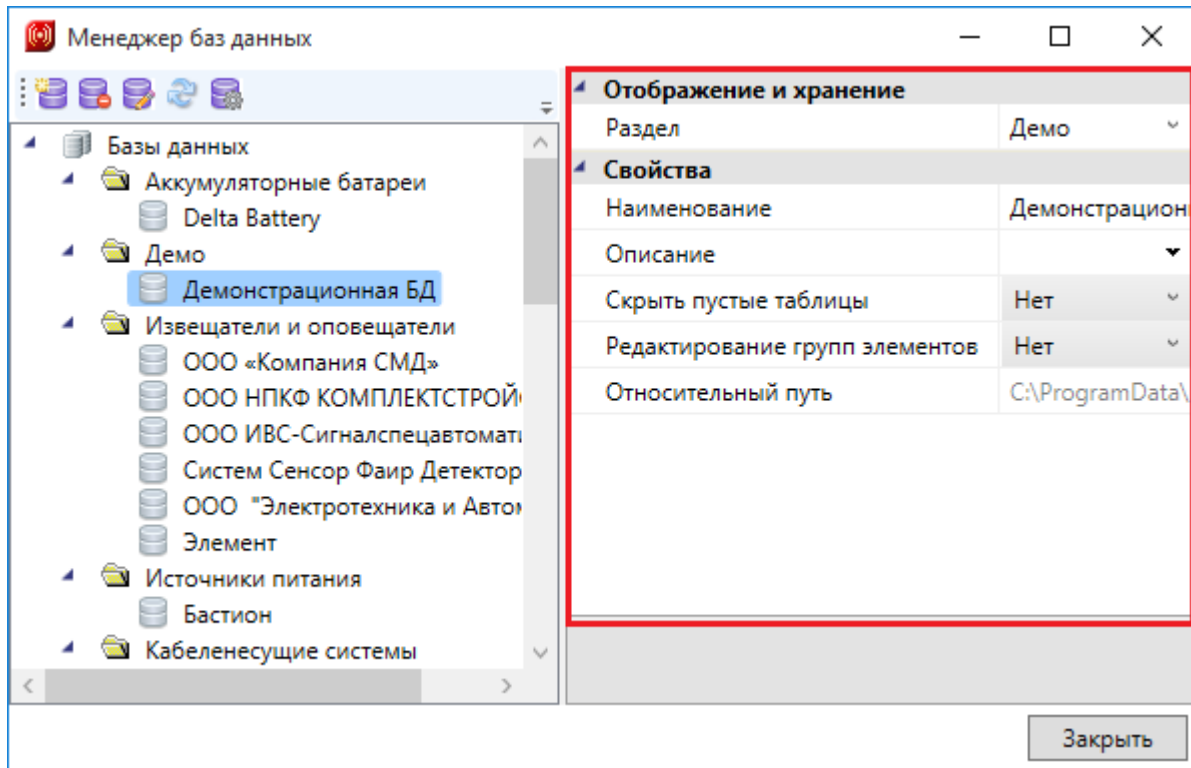 Менеджер баз данных
Базы данных
Аккумуляторные батареи
Delta Battery
Демо
Демонстрационная БД
Извещатели и оповещатели
ООО «Компания СМД»
ООО НПКФ КОМПЛЕКТСТРОЙ
ООО ИВС-Сигналспецавтомати
Систем Сенсор Фаир Детектор
ООО "Электротехника и Автом
Элемент
Источники питания
Бастион
Кабеленесущие системы
Отображение и хранение
Раздел Демо
Свойства
Наименование Демонстрацион
Описание
Скрыть пустые таблицы Нет
Редактирование групп элементов Нет
Относительный путь C:\ProgramData\
Закрыть